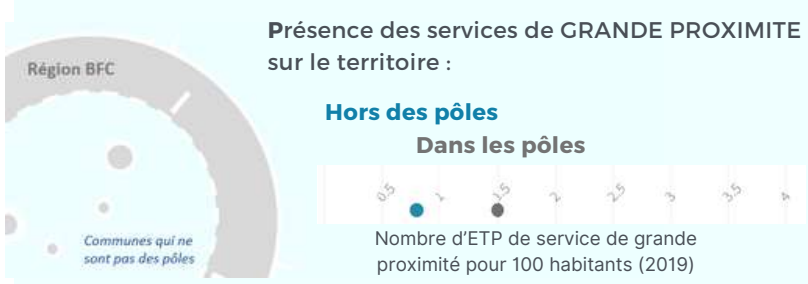 Présence des services de GRANDE PROXIMITE
sur le territoire :
Région BFC
Hors des pôles
Dans les pôles
0.5 1 1.5 2 2.5 3 3.5 4
Communes qui ne
sont pas des pôles
Nombre d'ETP de service de grande
proximité pour 100 habitants (2019)